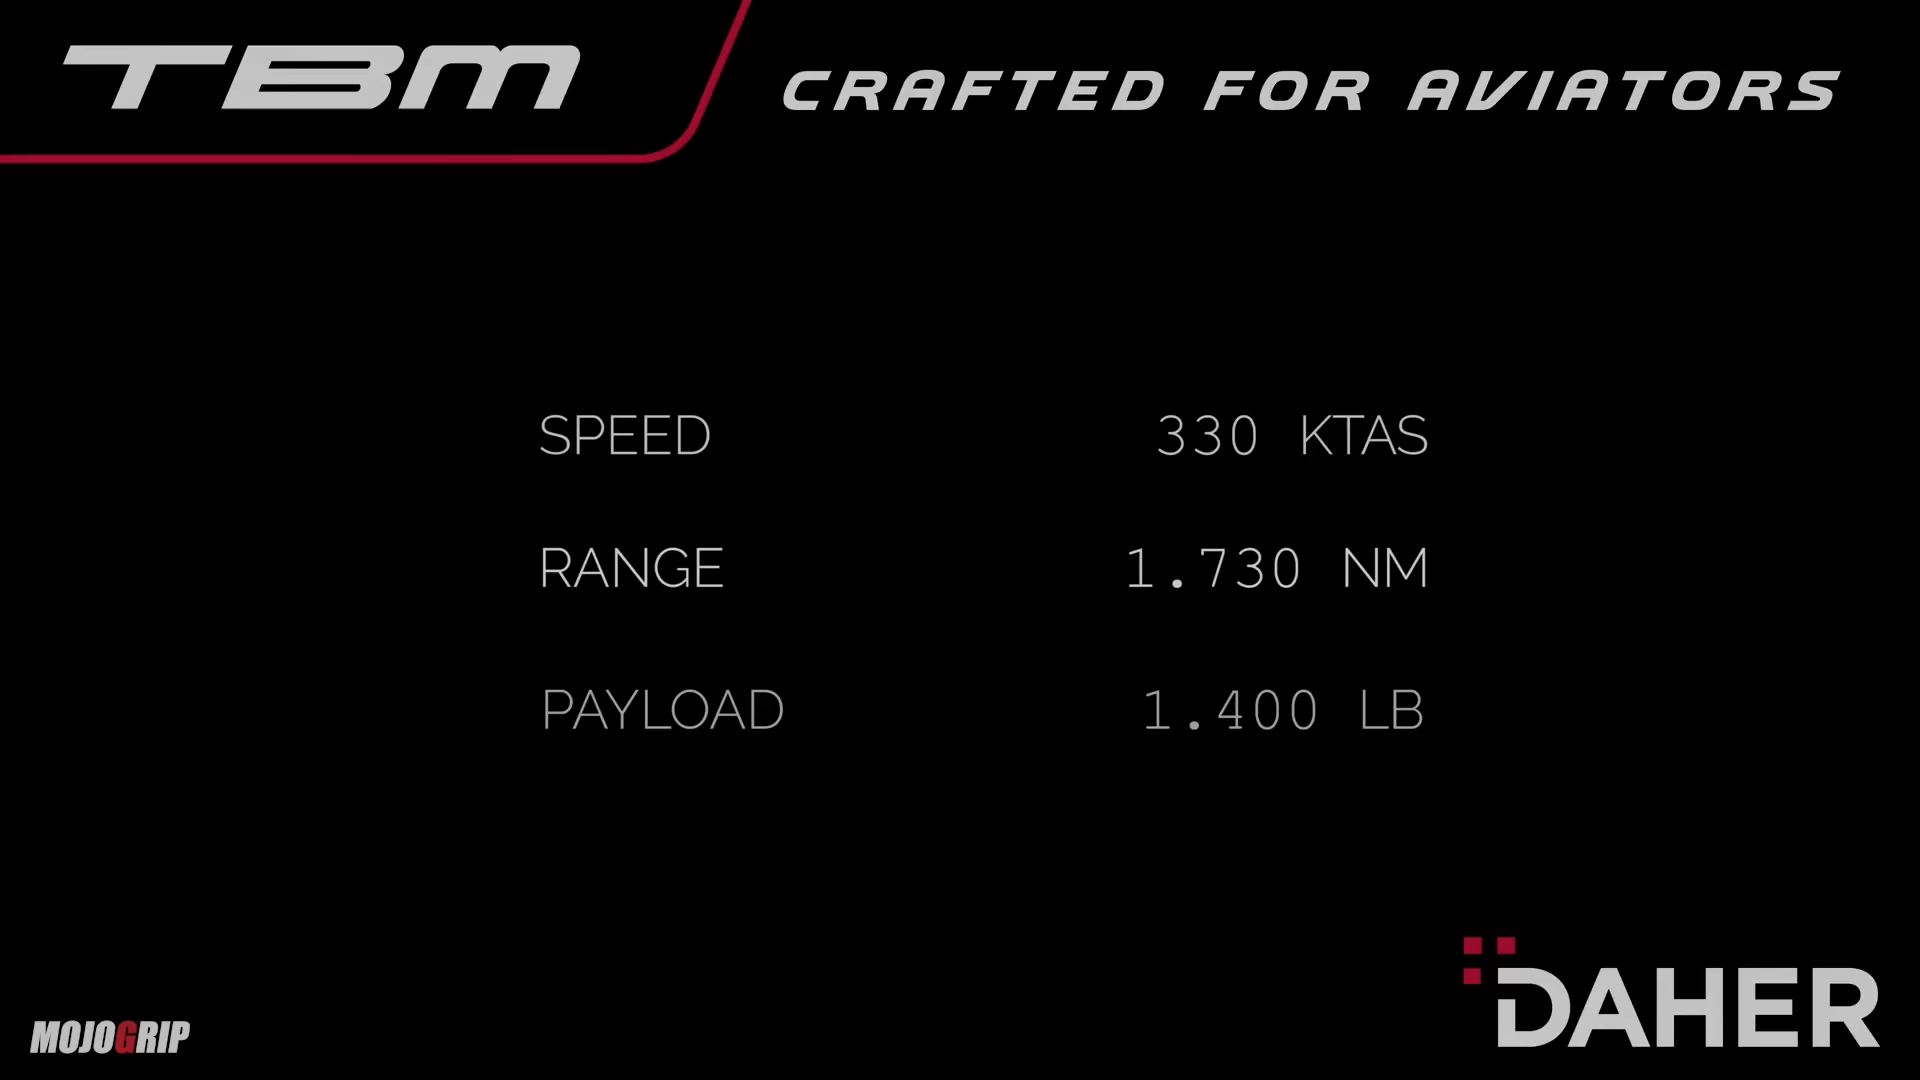 TBM
CRAFTED FOR AVIATORS
SPEED 330 KTAS
RANGE 1.730 NM
PAYLOAD 1.400 LB
MOJOGRIP
DAHER